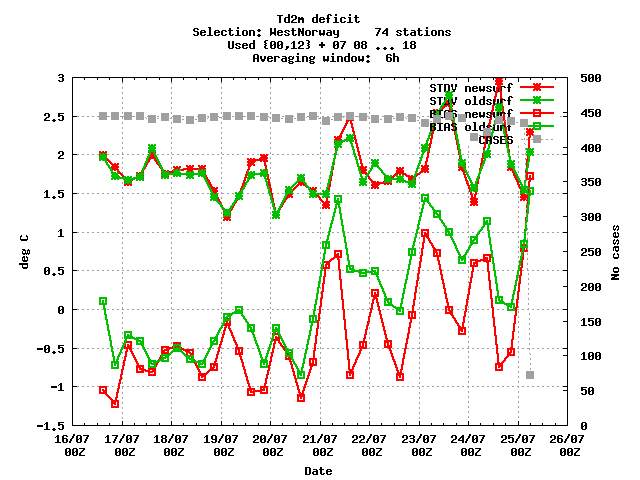 Td2m deficit
Selection: WestNorway 74 stations
Used {00,12} + 07 08 ... 18
Averaging window: 6h
STDV newsurf
STDV oldsurf
BIAS newsurf
BIAS oldsurf
CASES
deg C
3
2.5
2
1.5
1
0.5
0
-0.5
-1
-1.5
500
450
400
350
300
250
200
150
100
50
0
No cases
16/07 17/07 18/07 19/07 20/07 21/07 22/07 23/07 24/07 25/07 26/07
00Z 00Z 00Z 00Z 00Z 00Z 00Z 00Z 00Z 00Z 00Z
Date